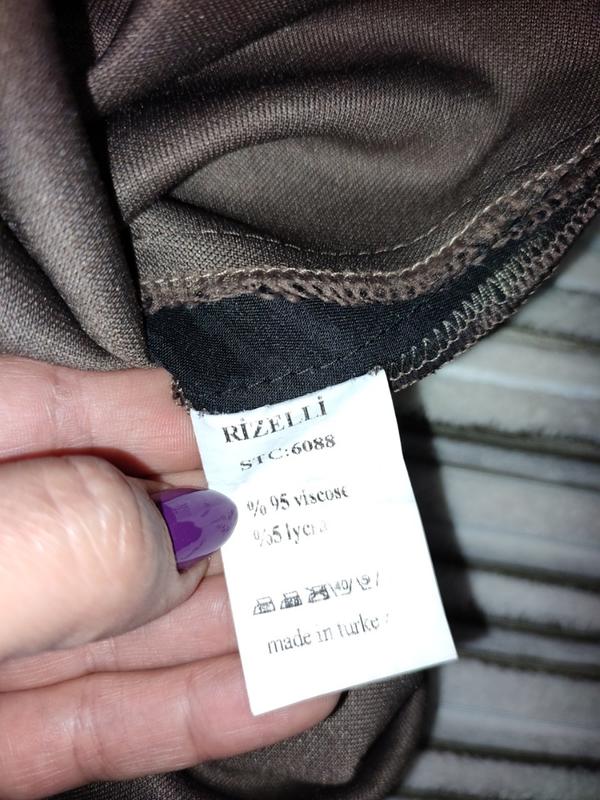 RİZELLİ
STC:6088
% 95 viscose
%5 lycra
made in turke